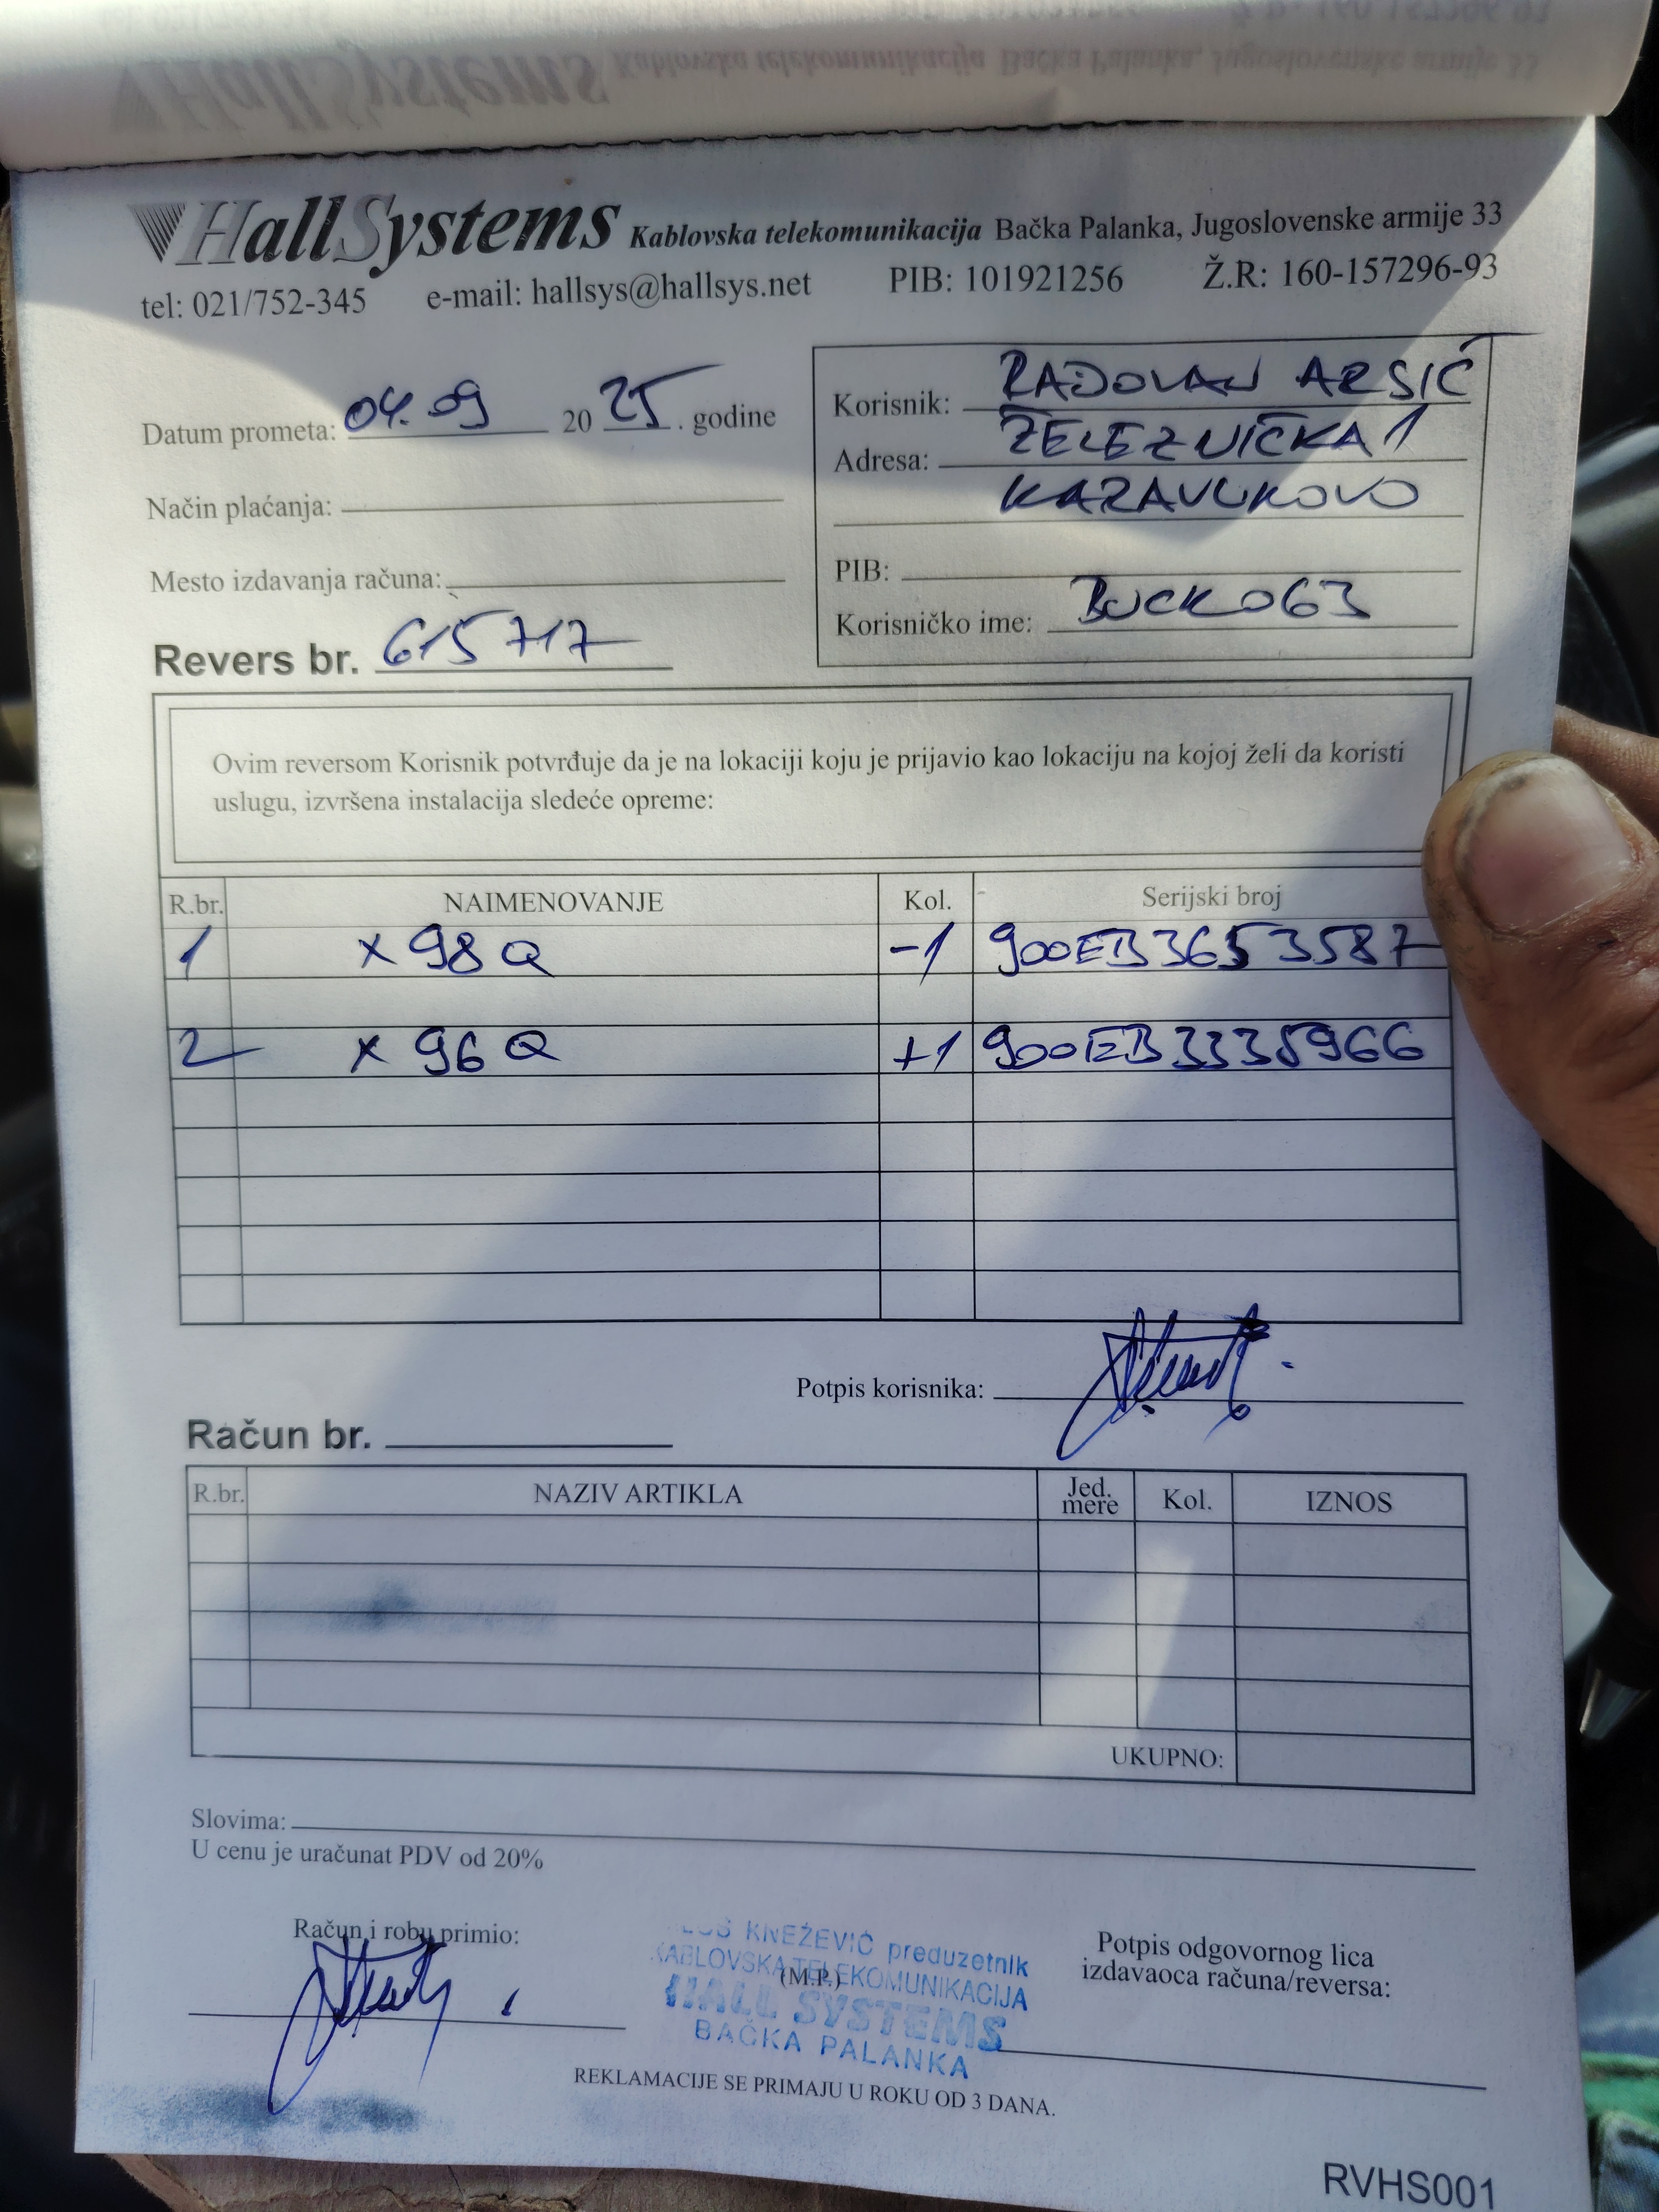 HallSystems Kablovska telekomunikacija Bačka Palanka, Jugoslovenske armije 33
tel: 021/752-345 e-mail: hallsys@hallsys.net PIB: 101921256 Ž.R: 160-157296-93
Datum prometa: 04.09 2025. godine
Način plaćanja:
Mesto izdavanja računa:
Revers br. 615717
Korisnik: RADOVAN ARSIĆ
Adresa: ŽELEZNIČKA 1
KARAVUKOVO
PIB:
Korisničko ime: BUCKO63
Ovim reversom Korisnik potvrđuje da je na lokaciji koju je prijavio kao lokaciju na kojoj želi da koristi
uslugu, izvršena instalacija sledeće opreme:
R.br. NAIMENOVANJE Kol. Serijski broj
1 x 98 Q -1 900EB3653587
2 x 96 Q +1 900EB3335966
Potpis korisnika:
Račun br.
R.br. NAZIV ARTIKLA Jed. mere Kol. IZNOS
UKUPNO:
Slovima:
U cenu je uračunat PDV od 20%
Račun i robu primio:
KNEŽEVIĆ preduzetnik
KABLOVSKA TELEKOMUNIKACIJA
(M.P.)
HALL SYSTEMS
BAČKA PALANKA
Potpis odgovornog lica
izdavaoca računa/reversa:
REKLAMACIJE SE PRIMAJU U ROKU OD 3 DANA.
RVHS001